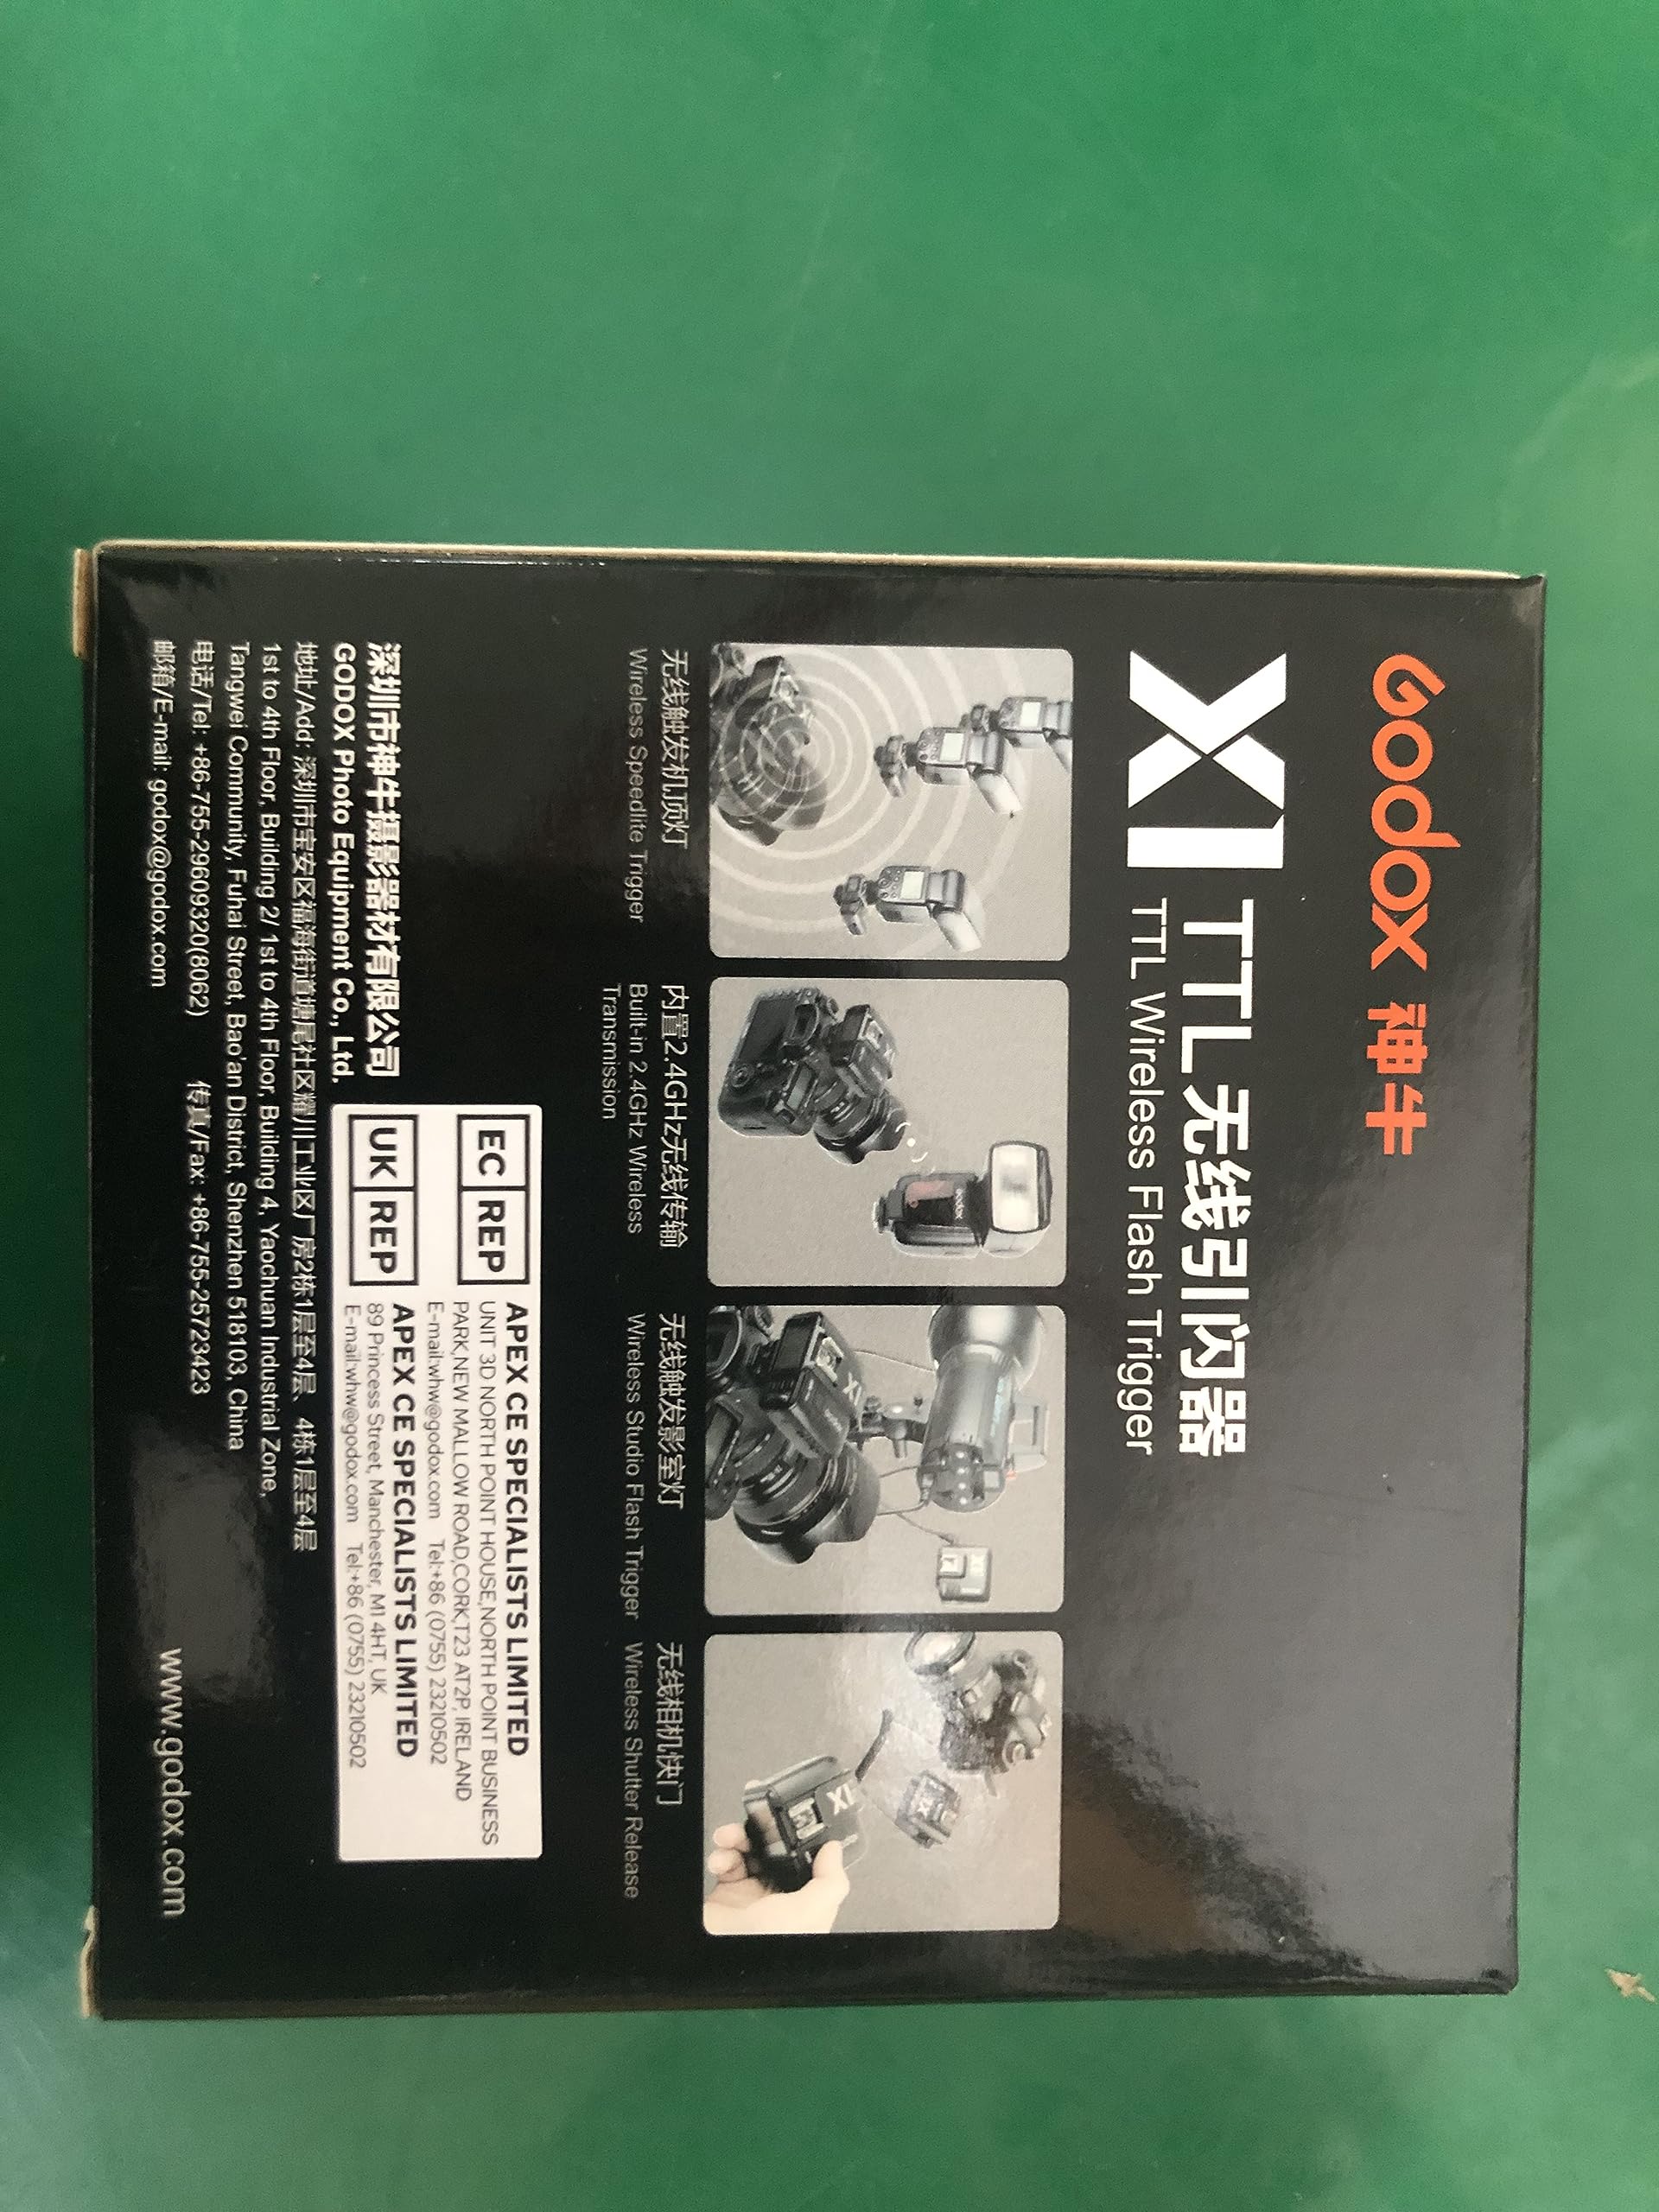 Godox 神牛
X1 TTL 无线引闪器
TTL Wireless Flash Trigger
无线触发机顶灯
Wireless Speedlite Trigger
内置2.4GHz无线传输
Built-in 2.4GHz Wireless
Transmission
无线触发影室灯
Wireless Studio Flash Trigger
无线相机快门
Wireless Shutter Release
EC REP
APEX CE SPECIALISTS LIMITED
UNIT 3D NORTH POINT HOUSE,NORTH POINT BUSINESS
PARK,NEW MALLOW ROAD,CORK,T23 AT2P, IRELAND
E-mail:whw@godox.com Tel:+86 (0755) 23210502
UK REP
APEX CE SPECIALISTS LIMITED
89 Princess Street, Manchester, M1 4HT, UK
E-mail:whw@godox.com Tel:+86 (0755) 23210502
深圳市神牛摄影器材有限公司
GODOX Photo Equipment Co., Ltd.
地址/Add: 深圳市宝安区福海街道塘尾社区耀川工业区厂房2栋1层至4层、4栋1层至4层
1st to 4th Floor, Building 2/ 1st to 4th Floor, Building 4, Yaochuan Industrial Zone,
Tangwei Community, Fuhai Street, Bao'an District, Shenzhen 518103, China
电话/Tel: +86-755-29609320(8062) 传真/Fax: +86-755-25723423
邮箱/E-mail: godox@godox.com
www.godox.com